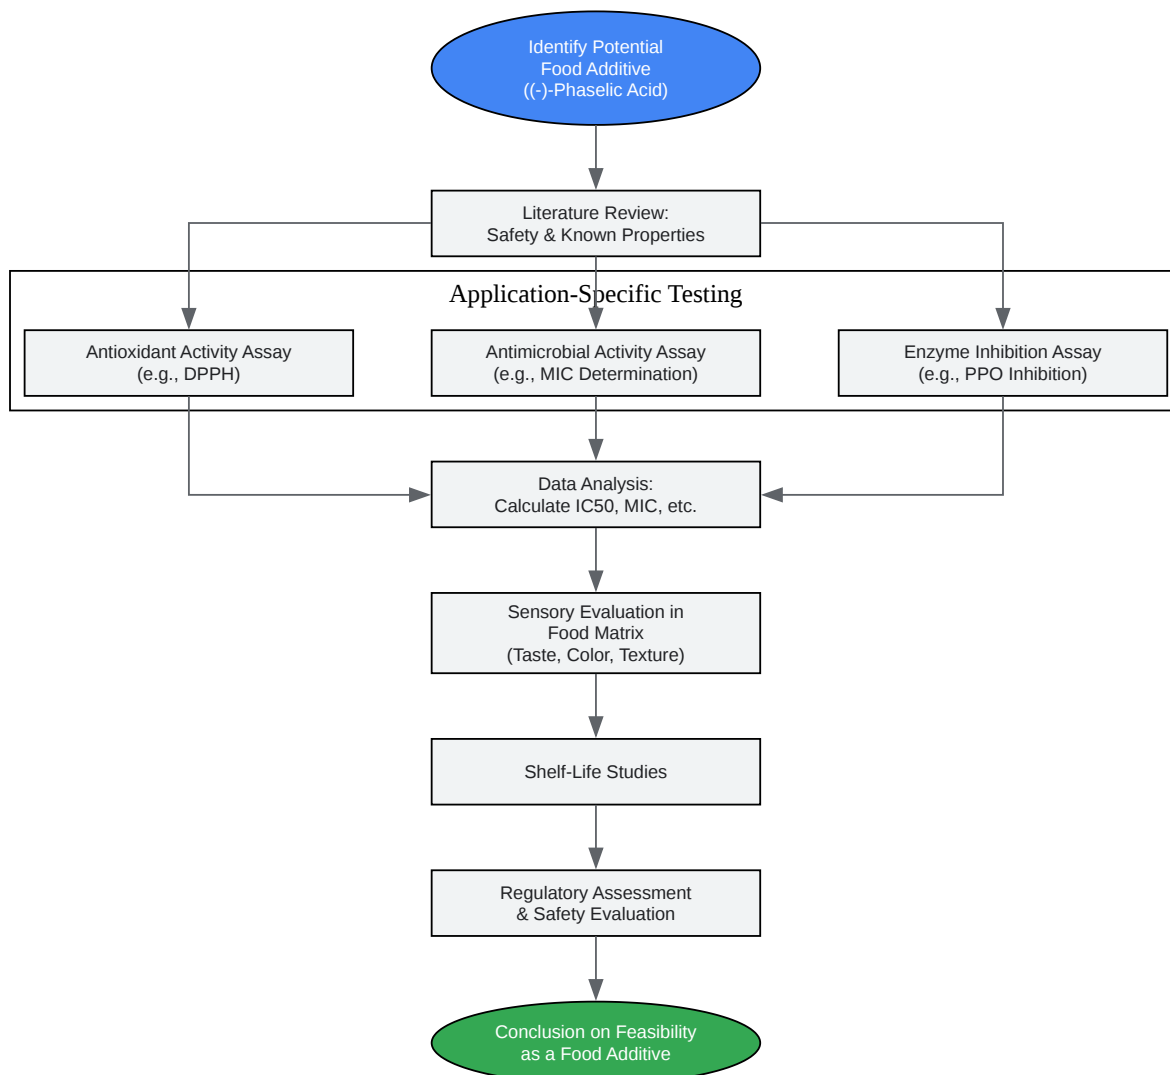 Identify Potential
Food Additive
((-)-Phaselic Acid)
Literature Review:
Safety & Known Properties
Application-Specific Testing
Antioxidant Activity Assay
(e.g., DPPH)
Antimicrobial Activity Assay
(e.g., MIC Determination)
Enzyme Inhibition Assay
(e.g., PPO Inhibition)
Data Analysis:
Calculate IC50, MIC, etc.
Sensory Evaluation in
Food Matrix
(Taste, Color, Texture)
Shelf-Life Studies
Regulatory Assessment
& Safety Evaluation
Conclusion on Feasibility
as a Food Additive